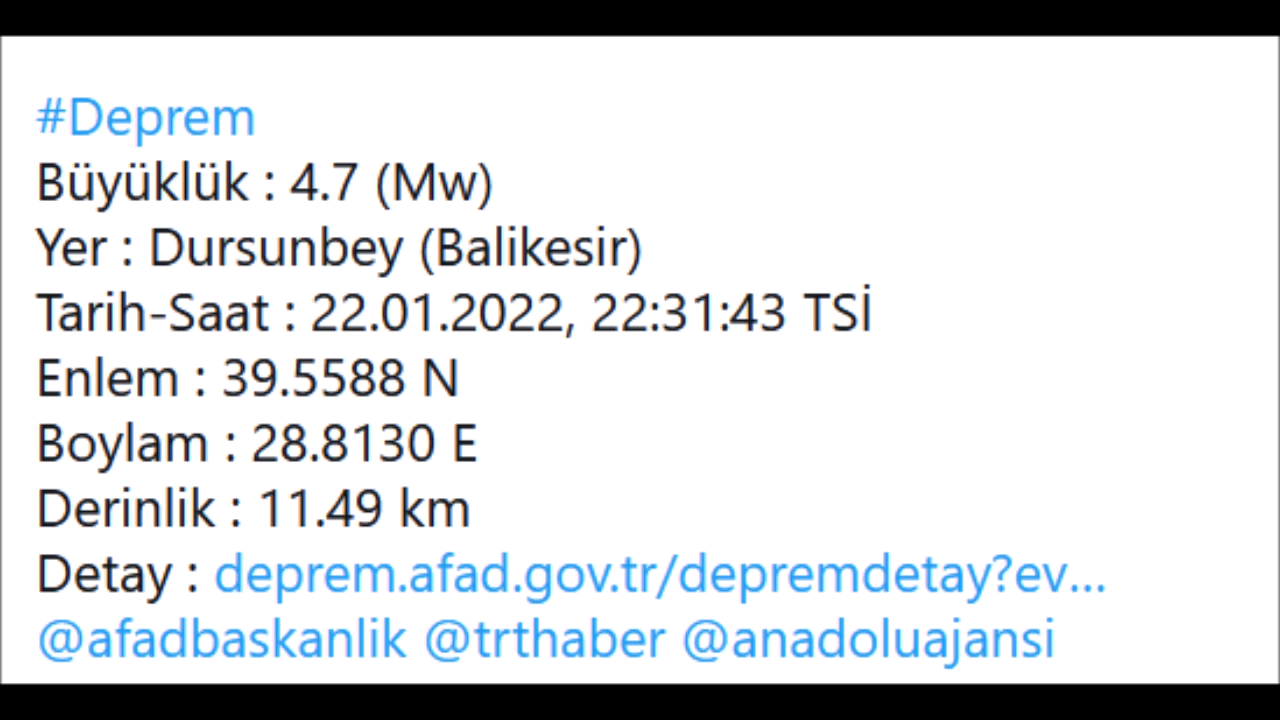 #Deprem
Büyüklük : 4.7 (Mw)
Yer : Dursunbey (Balikesir)
Tarih-Saat : 22.01.2022, 22:31:43 TSİ
Enlem : 39.5588 N
Boylam : 28.8130 E
Derinlik : 11.49 km
Detay : deprem.afad.gov.tr/depremdetay?ev...
@afadbaskanlik @trthaber @anadoluajansi